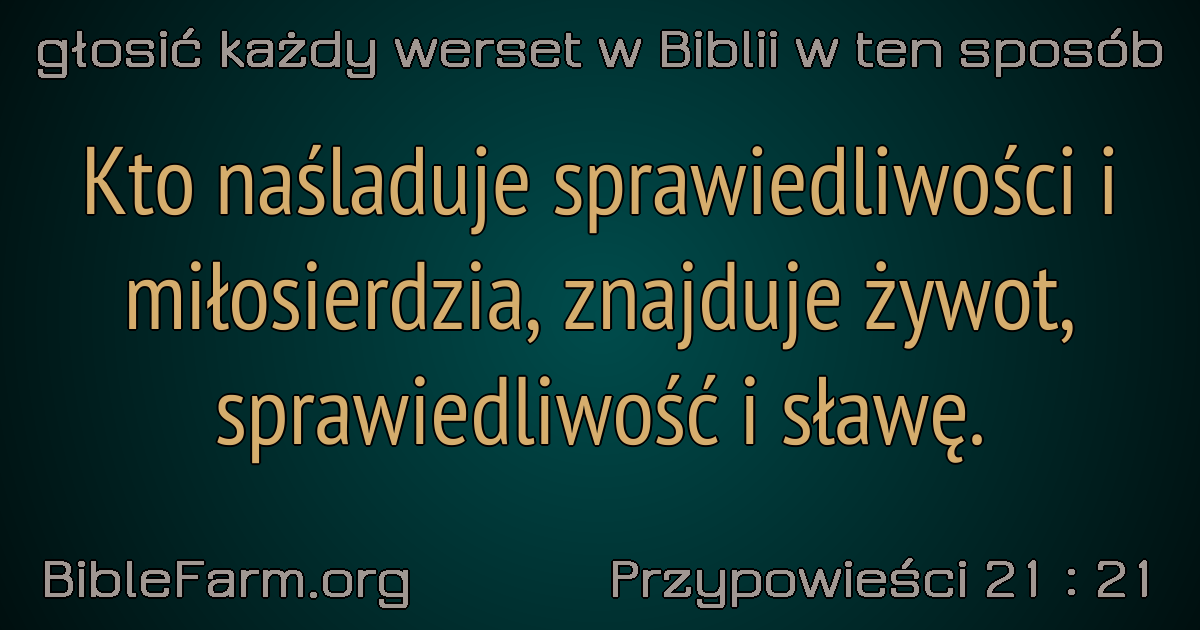 głosić każdy werset w Biblii w ten sposób
Kto naśladuje sprawiedliwości i
miłosierdzia, znajduje żywot,
sprawiedliwość i sławę.
BibleFarm.org
Przypowieści 21 : 21